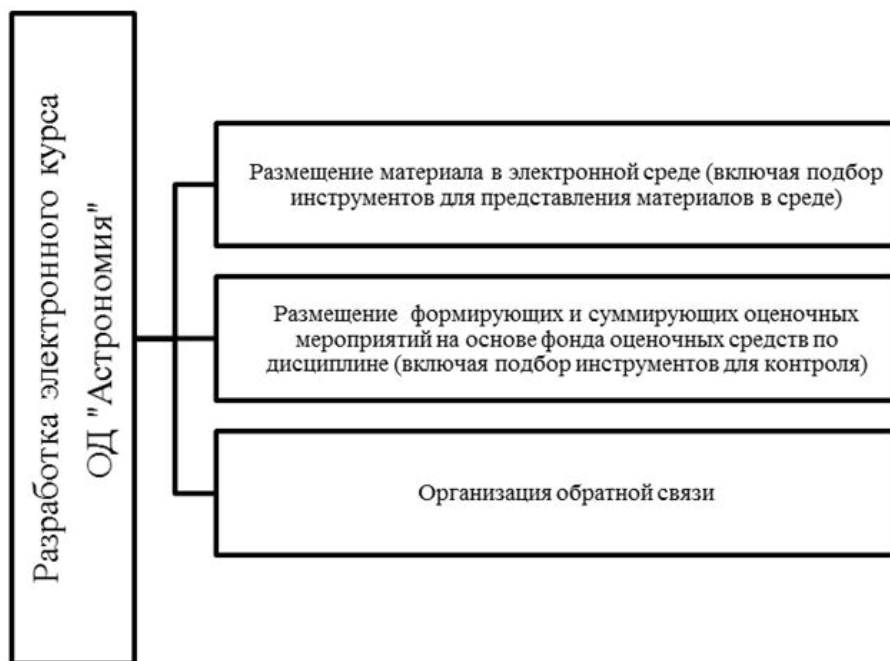 Разработка электронного курса
ОД "Астрономия"
Размещение материала в электронной среде (включая подбор
инструментов для представления материалов в среде)
Размещение формирующих и суммирующих оценочных
мероприятий на основе фонда оценочных средств по
дисциплине (включая подбор инструментов для контроля)
Организация обратной связи